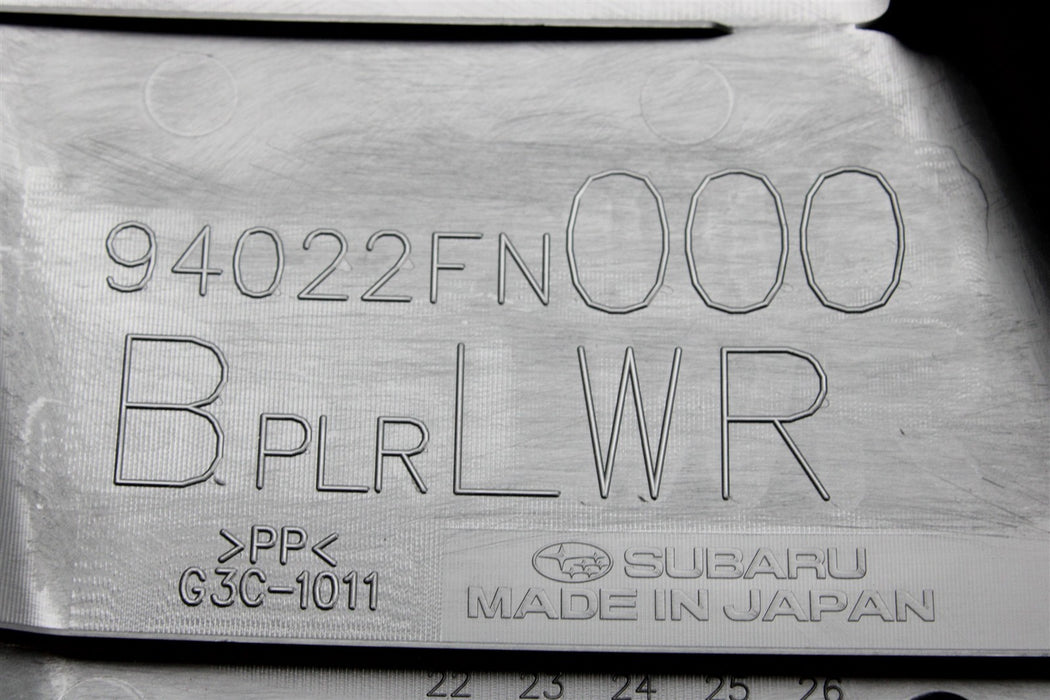 94022FN000
B PLR LWR
>PP<
G3C-1011
SUBARU
MADE IN JAPAN
22 23 24 25 26